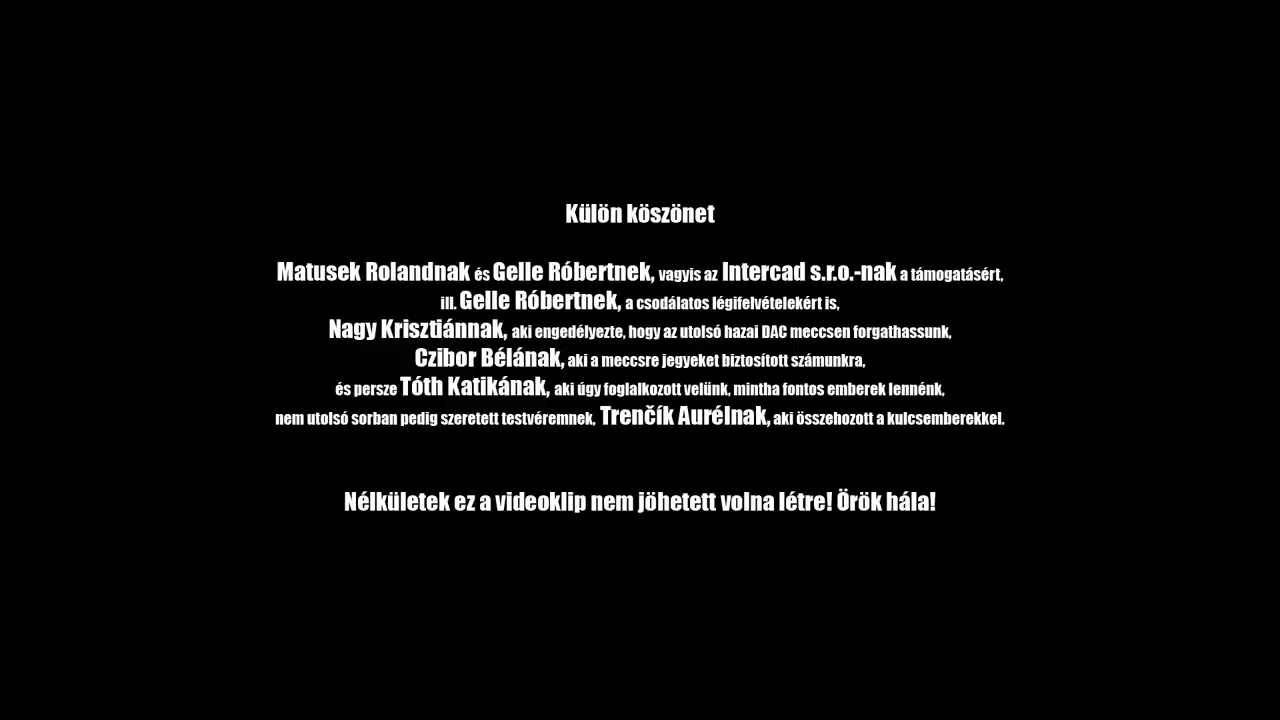 Külön köszönet
Matusek Rolandnak és Gelle Róbertnek, vagyis az Intercad s.r.o.-nak a támogatásért,
ill. Gelle Róbertnek, a csodálatos légifelvételekért is,
Nagy Krisztiánnak, aki engedélyezte, hogy az utolsó hazai DAC meccsen forgathassunk,
Czibor Bélának, aki a meccsre jegyeket biztosított számunkra,
és persze Tóth Katikának, aki úgy foglalkozott velünk, mintha fontos emberek lennénk,
nem utolsó sorban pedig szeretett testvéremnek, Trenčík Aurélnak, aki összehozott a kulcsemberekkel.
Nélkületek ez a videoklip nem jöhetett volna létre! Örök hála!